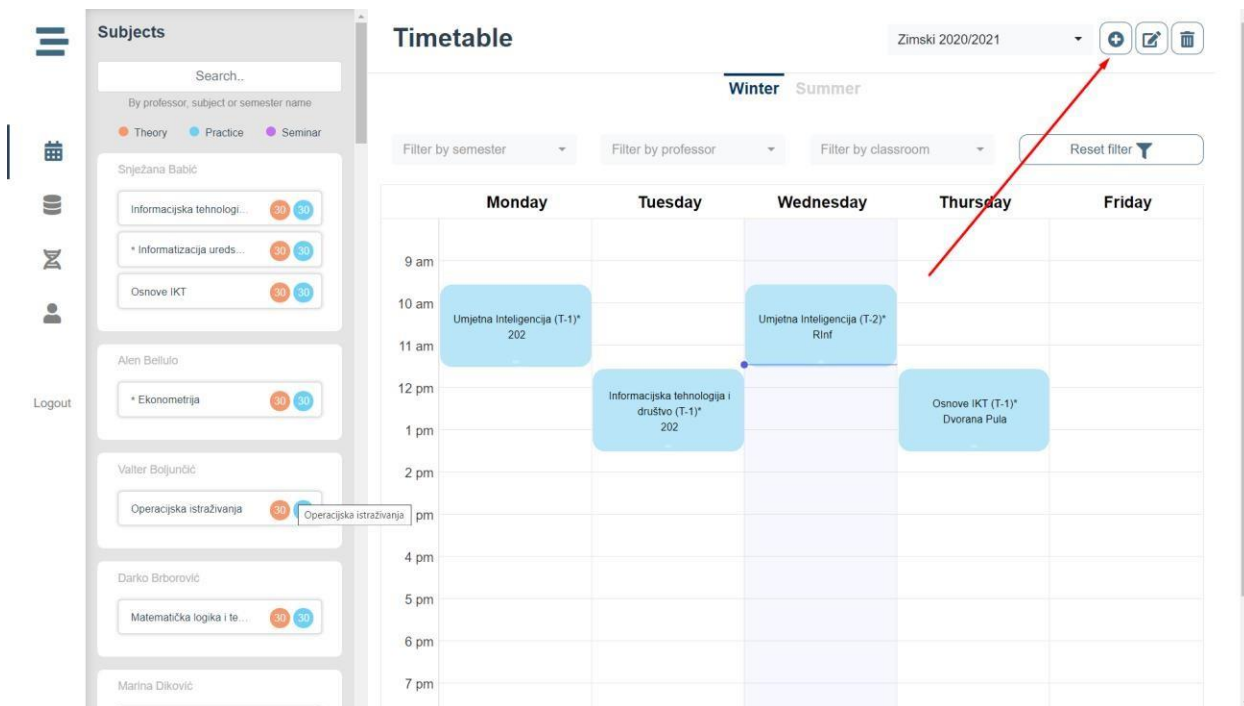 Subjects
Search..
By professor, subject or semester name
Theory Practice Seminar
Snježana Babić
Informacijska tehnologi... 30 30
* Informatizacija ureds... 30 30
Osnove IKT 30 30
Alen Bellulo
* Ekonometrija 30 30
Valter Boljunčić
Operacijska istraživanja 30
Operacijska istraživanja
Darko Brborović
Matematička logika i te... 30 30
Marina Diković
Logout
Timetable
Zimski 2020/2021
Winter Summer
Filter by semester Filter by professor Filter by classroom Reset filter
Monday Tuesday Wednesday Thursday Friday
9 am
10 am
Umjetna Inteligencija (T-1)*
202
Umjetna Inteligencija (T-2)*
RInf
11 am
12 pm
Informacijska tehnologija i
društvo (T-1)*
202
Osnove IKT (T-1)*
Dvorana Pula
1 pm
2 pm
pm
4 pm
5 pm
6 pm
7 pm